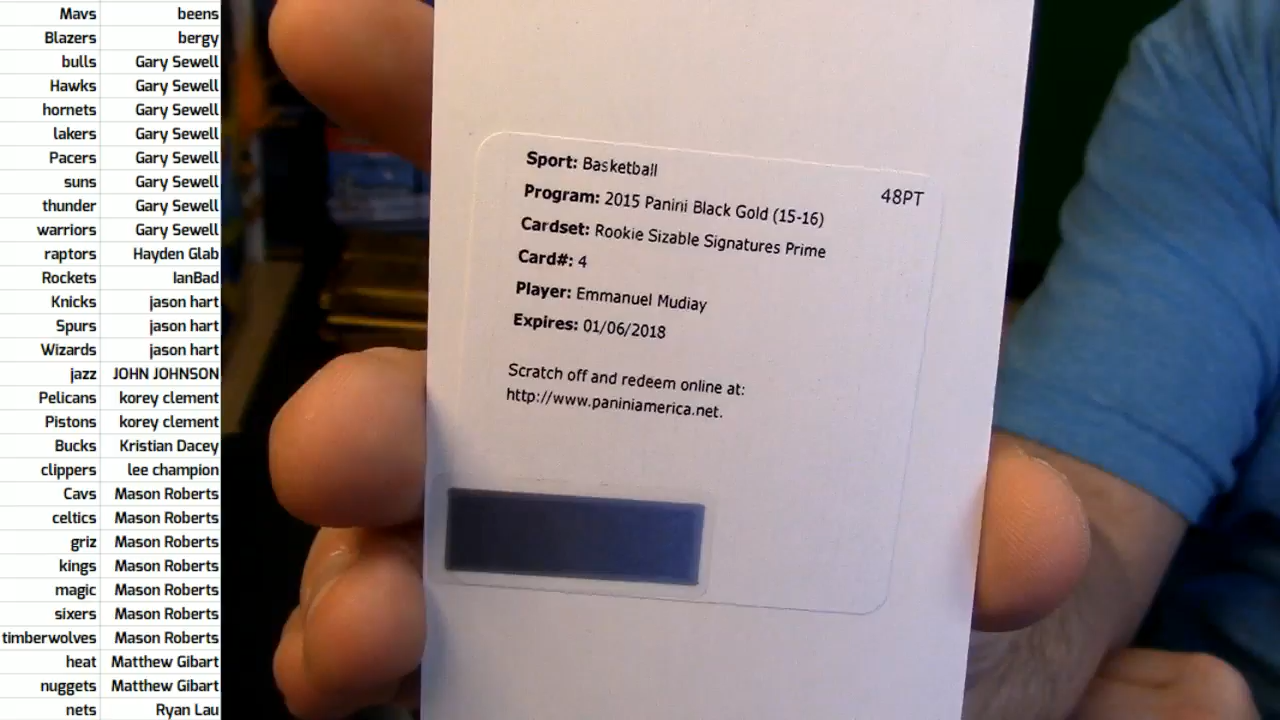 Mavs beens
Blazers bergy
bulls Gary Sewell
Hawks Gary Sewell
hornets Gary Sewell
lakers Gary Sewell
Pacers Gary Sewell
suns Gary Sewell
thunder Gary Sewell
warriors Gary Sewell
raptors Hayden Glab
Rockets IanBad
Knicks jason hart
Spurs jason hart
Wizards jason hart
jazz JOHN JOHNSON
Pelicans korey clement
Pistons korey clement
Bucks Kristian Dacey
clippers lee champion
Cavs Mason Roberts
celtics Mason Roberts
griz Mason Roberts
kings Mason Roberts
magic Mason Roberts
sixers Mason Roberts
timberwolves Mason Roberts
heat Matthew Gibart
nuggets Matthew Gibart
nets Ryan Lau
Sport: Basketball
48PT
Program: 2015 Panini Black Gold (15-16)
Cardset: Rookie Sizable Signatures Prime
Card#: 4
Player: Emmanuel Mudiay
Expires: 01/06/2018
Scratch off and redeem online at:
http://www.paniniamerica.net.